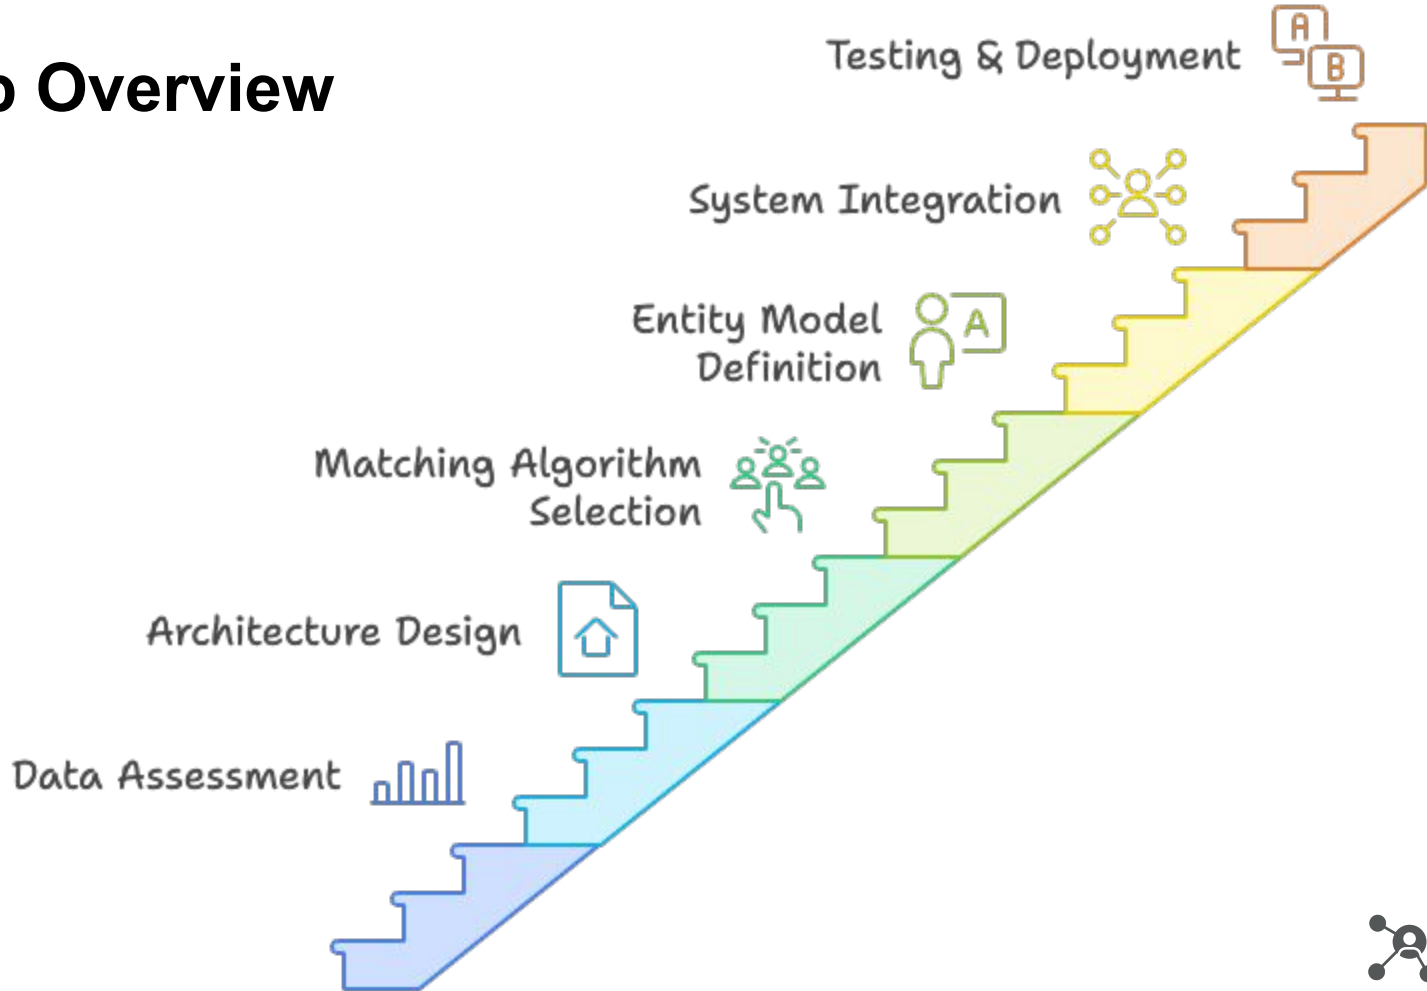 Overview
Testing & Deployment
A
B
System Integration
Entity Model
Definition
A
Matching Algorithm
Selection
Architecture Design
Data Assessment